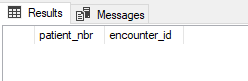 Results Messages
patient_nbr encounter_id